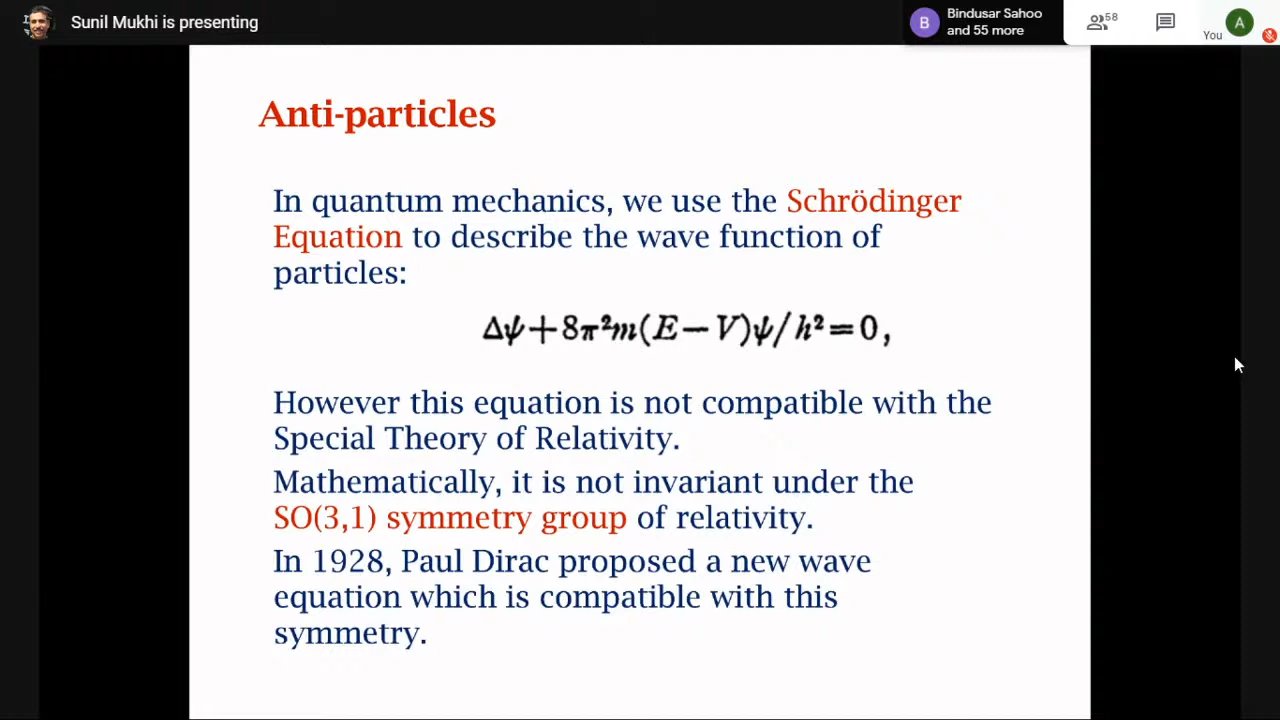 Sunil Mukhi is presenting
B
Bindusar Sahoo
and 55 more
58
You
A
Anti-particles
In quantum mechanics, we use the Schrödinger
Equation to describe the wave function of
particles:
Δψ+8π²m(E−V)ψ/h²=0,
However this equation is not compatible with the
Special Theory of Relativity.
Mathematically, it is not invariant under the
SO(3,1) symmetry group of relativity.
In 1928, Paul Dirac proposed a new wave
equation which is compatible with this
symmetry.